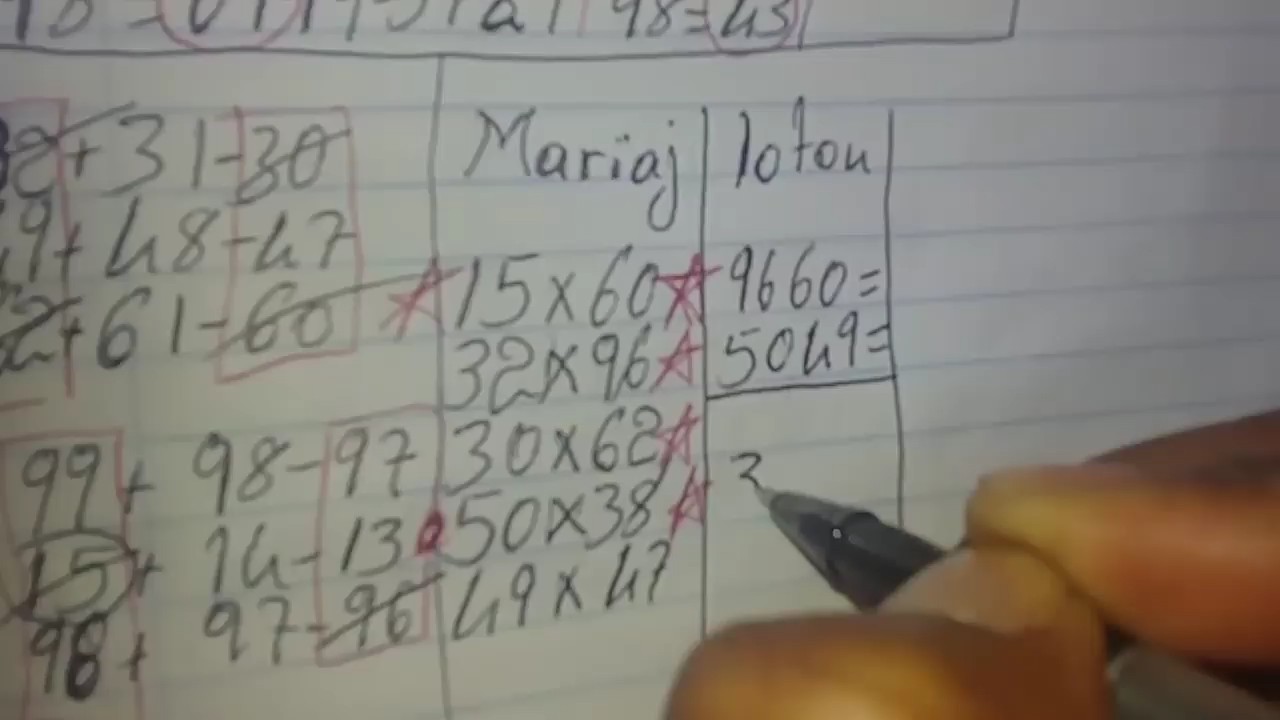 98=43
Mariaj
lotou
+31-30
+48-47
+61-60
15x60
9660=
32x96
5049=
30x62
50x38
49x47
99+ 98-97
15+ 14-13
98+ 97-96